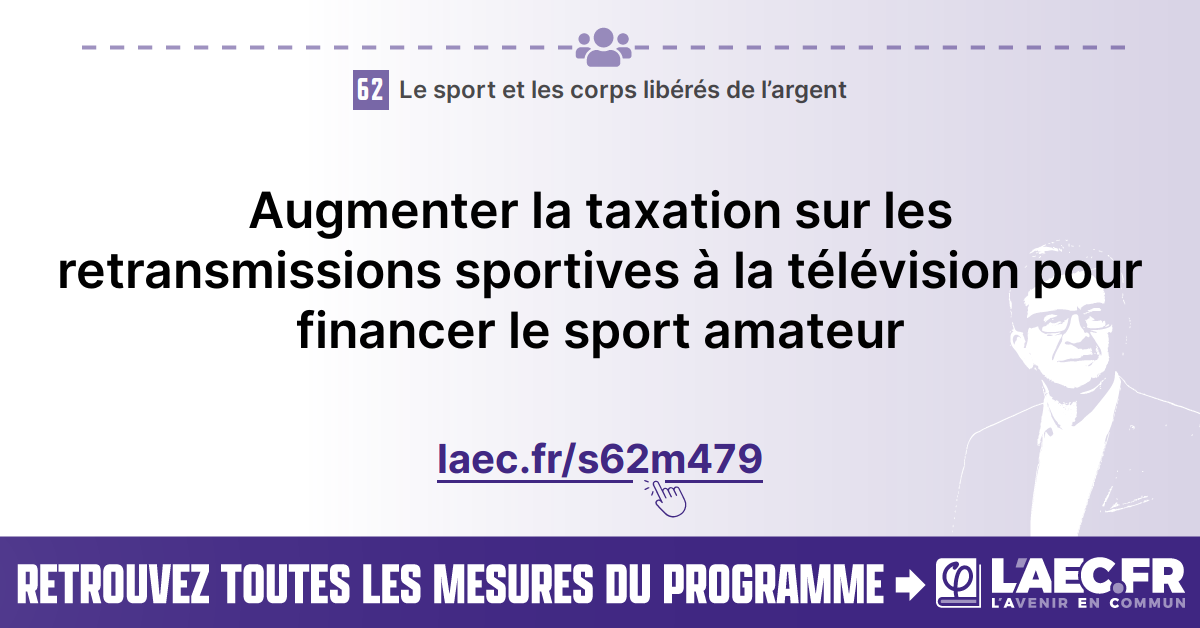 62 Le sport et les corps libérés de l’argent
Augmenter la taxation sur les
retransmissions sportives à la télévision pour
financer le sport amateur
laec.fr/s62m479
RETROUVEZ TOUTES LES MESURES DU PROGRAMME
φ L'AEC.FR
L'AVENIR EN COMMUN